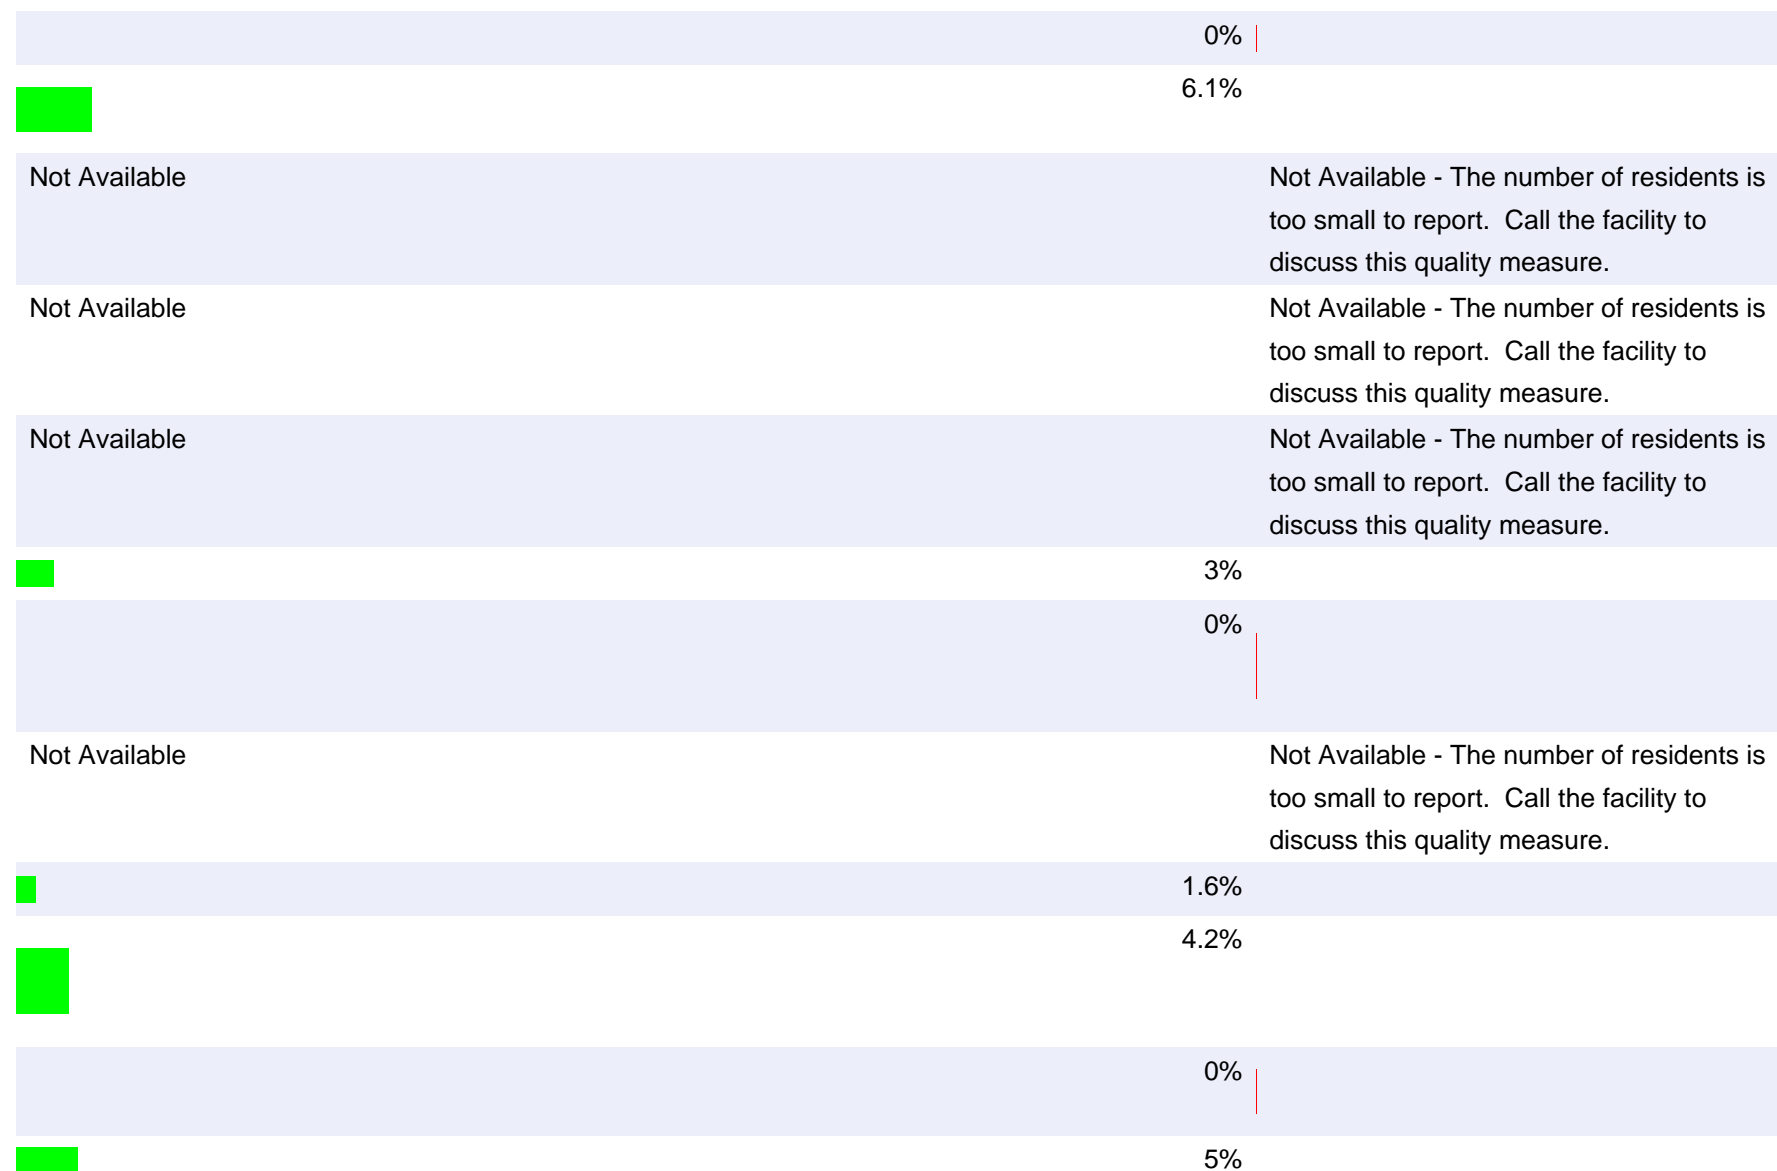 0%
6.1%
Not Available
Not Available - The number of residents is
too small to report.  Call the facility to
discuss this quality measure.
Not Available
Not Available - The number of residents is
too small to report.  Call the facility to
discuss this quality measure.
Not Available
Not Available - The number of residents is
too small to report.  Call the facility to
discuss this quality measure.
3%
0%
Not Available
Not Available - The number of residents is
too small to report.  Call the facility to
discuss this quality measure.
1.6%
4.2%
0%
5%